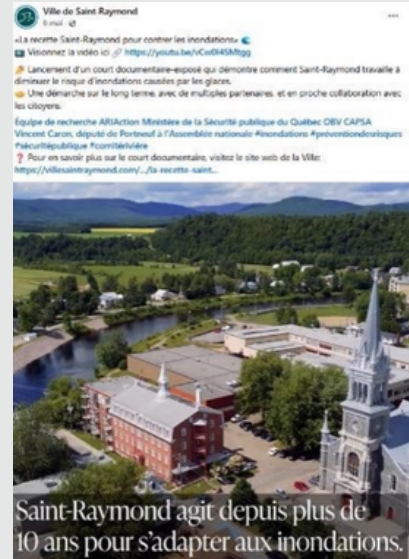 Ville de Saint-Raymond
6 mai
«La recette Saint-Raymond pour contrer les inondations»
Visionnez la vidéo ici https://youtu.be/
Lancement d'un court documentaire-exposé qui démontre comment Saint-Raymond travaille à
diminuer le risque d'inondations causées par les glaces.
Une démarche sur le long terme, avec de multiples partenaires, et en proche collaboration avec
les citoyens.
Équipe de recherche ARIAction Ministère de la Sécurité publique du Québec OBV CAPSA
Vincent Caron, député de Portneuf à l'Assemblée nationale #inondations #préventiondesrisques
#sécuritépublique #comitérivière
? Pour en savoir plus sur le court documentaire, visitez le site web de la Ville:
https://villesaintraymond.com/.../la-recette-saint...
Saint-Raymond agit depuis plus de
10 ans pour s'adapter aux inondations.